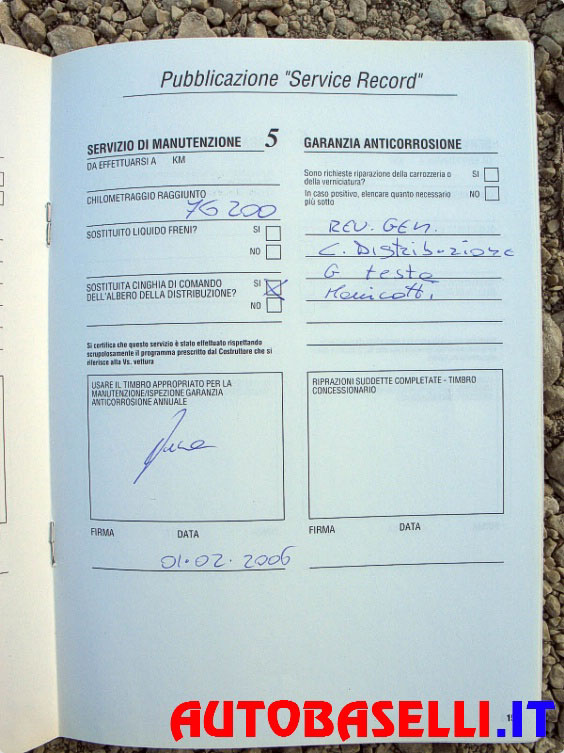 Pubblicazione "Service Record"
SERVIZIO DI MANUTENZIONE 5
DA EFFETTUARSI A KM
CHILOMETRAGGIO RAGGIUNTO
76200
SOSTITUITO LIQUIDO FRENI? SI
NO
SOSTITUITA CINGHIA DI COMANDO SI
DELL'ALBERO DELLA DISTRIBUZIONE?
NO
Si certifica che questo servizio è stato effettuato rispettando
scrupolosamente il programma prescritto dal Costruttore che si
riferisce alla Vs. vettura
USARE IL TIMBRO APPROPRIATO PER LA
MANUTENZIONE/ISPEZIONE GARANZIA
ANTICORROSIONE ANNUALE
FIRMA DATA
01.02.2006
GARANZIA ANTICORROSIONE
Sono richieste riparazione della carrozzeria o SI
della verniciatura?
In caso positivo, elencare quanto necessario NO
più sotto
REV. GEN.
C. Distribuzione
G testa
Manicotti
RIPRAZIONI SUDDETTE COMPLETATE - TIMBRO
CONCESSIONARIO
FIRMA DATA
AUTOBASELLI.IT